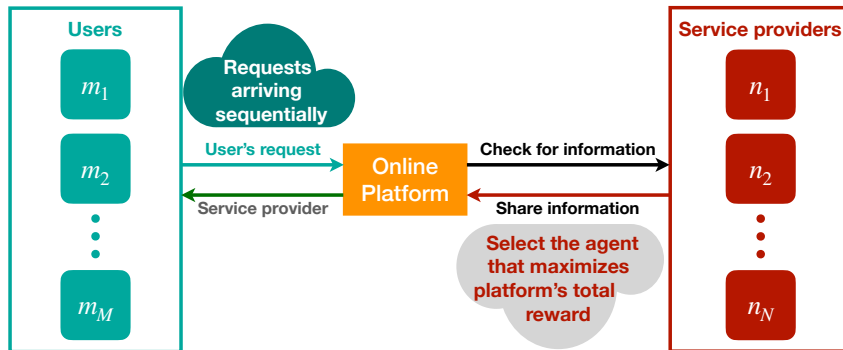 Users
m1
m2
mM
Requests
arriving
sequentially
User's request
Service provider
Online
Platform
Check for information
Share information
Select the agent
that maximizes
platform's total
reward
Service providers
n1
n2
nN